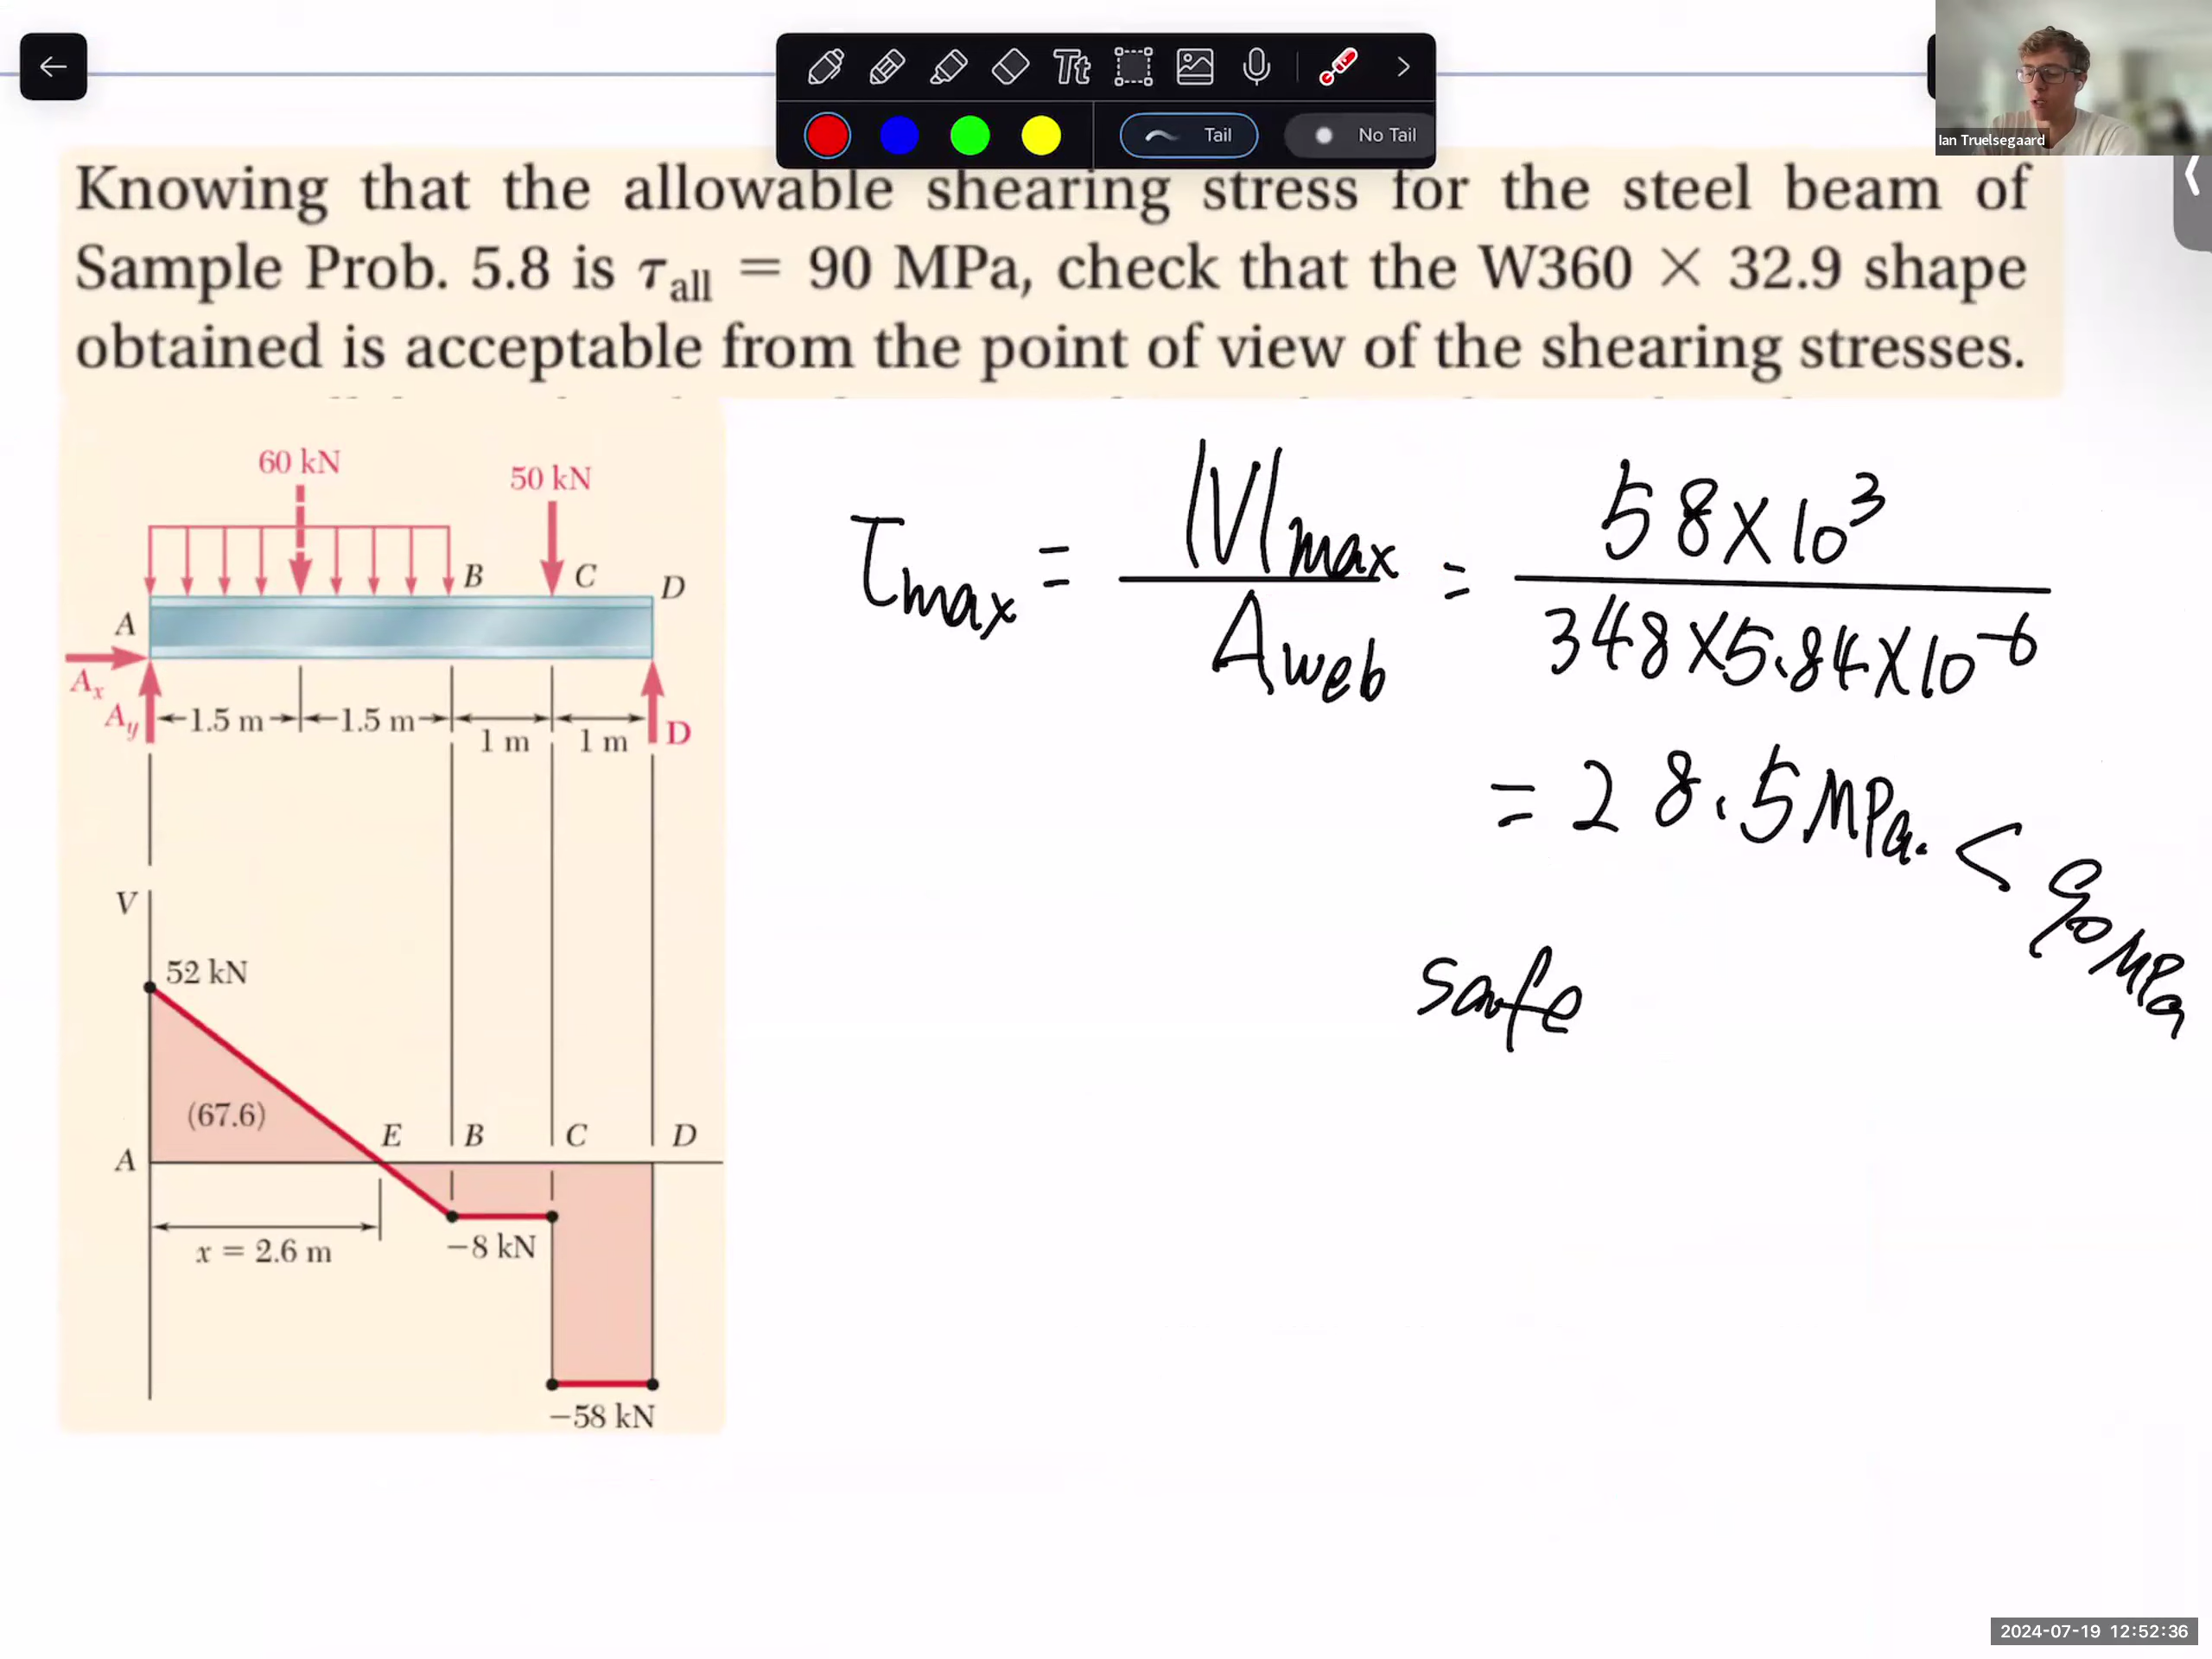 Tt
Tail
No Tail
Ian Truelsegaard
Knowing that the allowable shearing stress for the steel beam of
Sample Prob. 5.8 is τall = 90 MPa, check that the W360 × 32.9 shape
obtained is acceptable from the point of view of the shearing stresses.
60 kN
50 kN
B
C
D
A
Ax
Ay
1.5 m
1.5 m
1 m
1 m
D
V
52 kN
(67.6)
A
E
B
C
D
x = 2.6 m
−8 kN
−58 kN
τmax = |V|max / Aweb = 58×10³ / 348×5.84×10⁻⁶
= 28.5 MPa. < 90 MPa
safe
2024-07-19 12:52:36